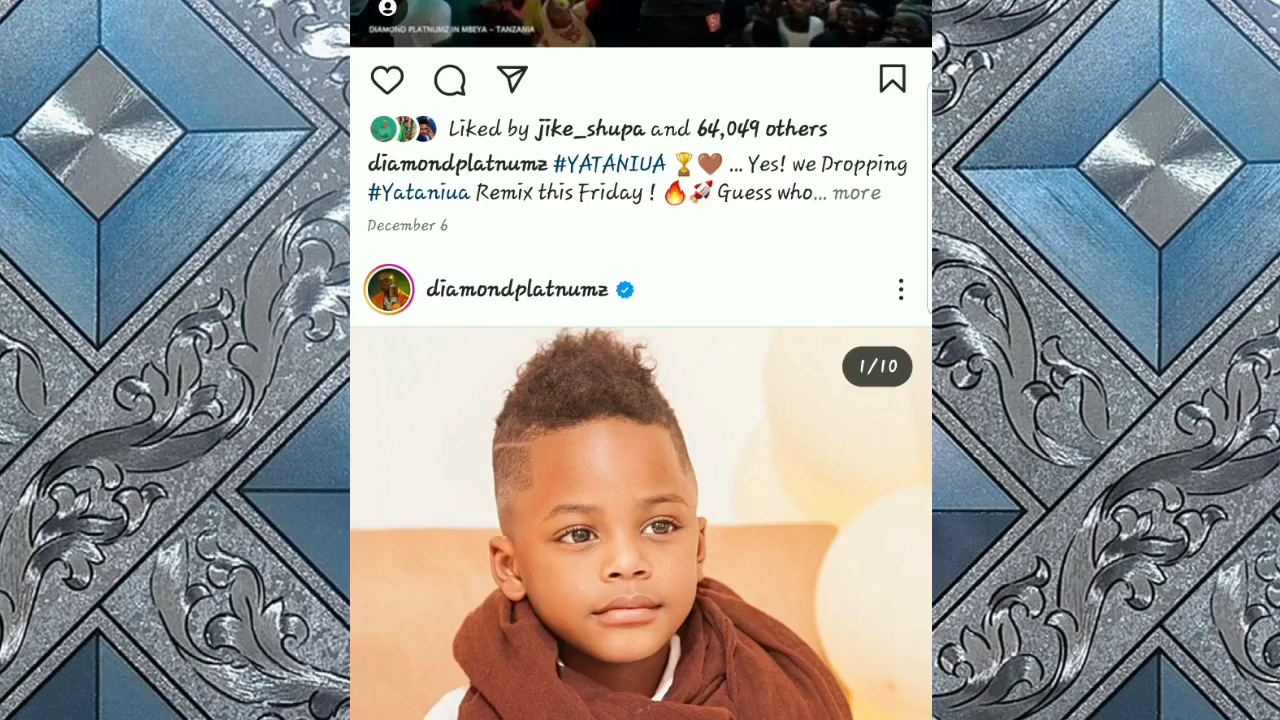 DIAMOND PLATNUMZ IN MBEYA – TANZANIA
Liked by jike_shupa and 64,049 others
diamondplatnumz #YATANIUA 🏆🤎 ... Yes! we Dropping
#Yataniua Remix this Friday ! 🔥🚀 Guess who... more
December 6
diamondplatnumz
1/10